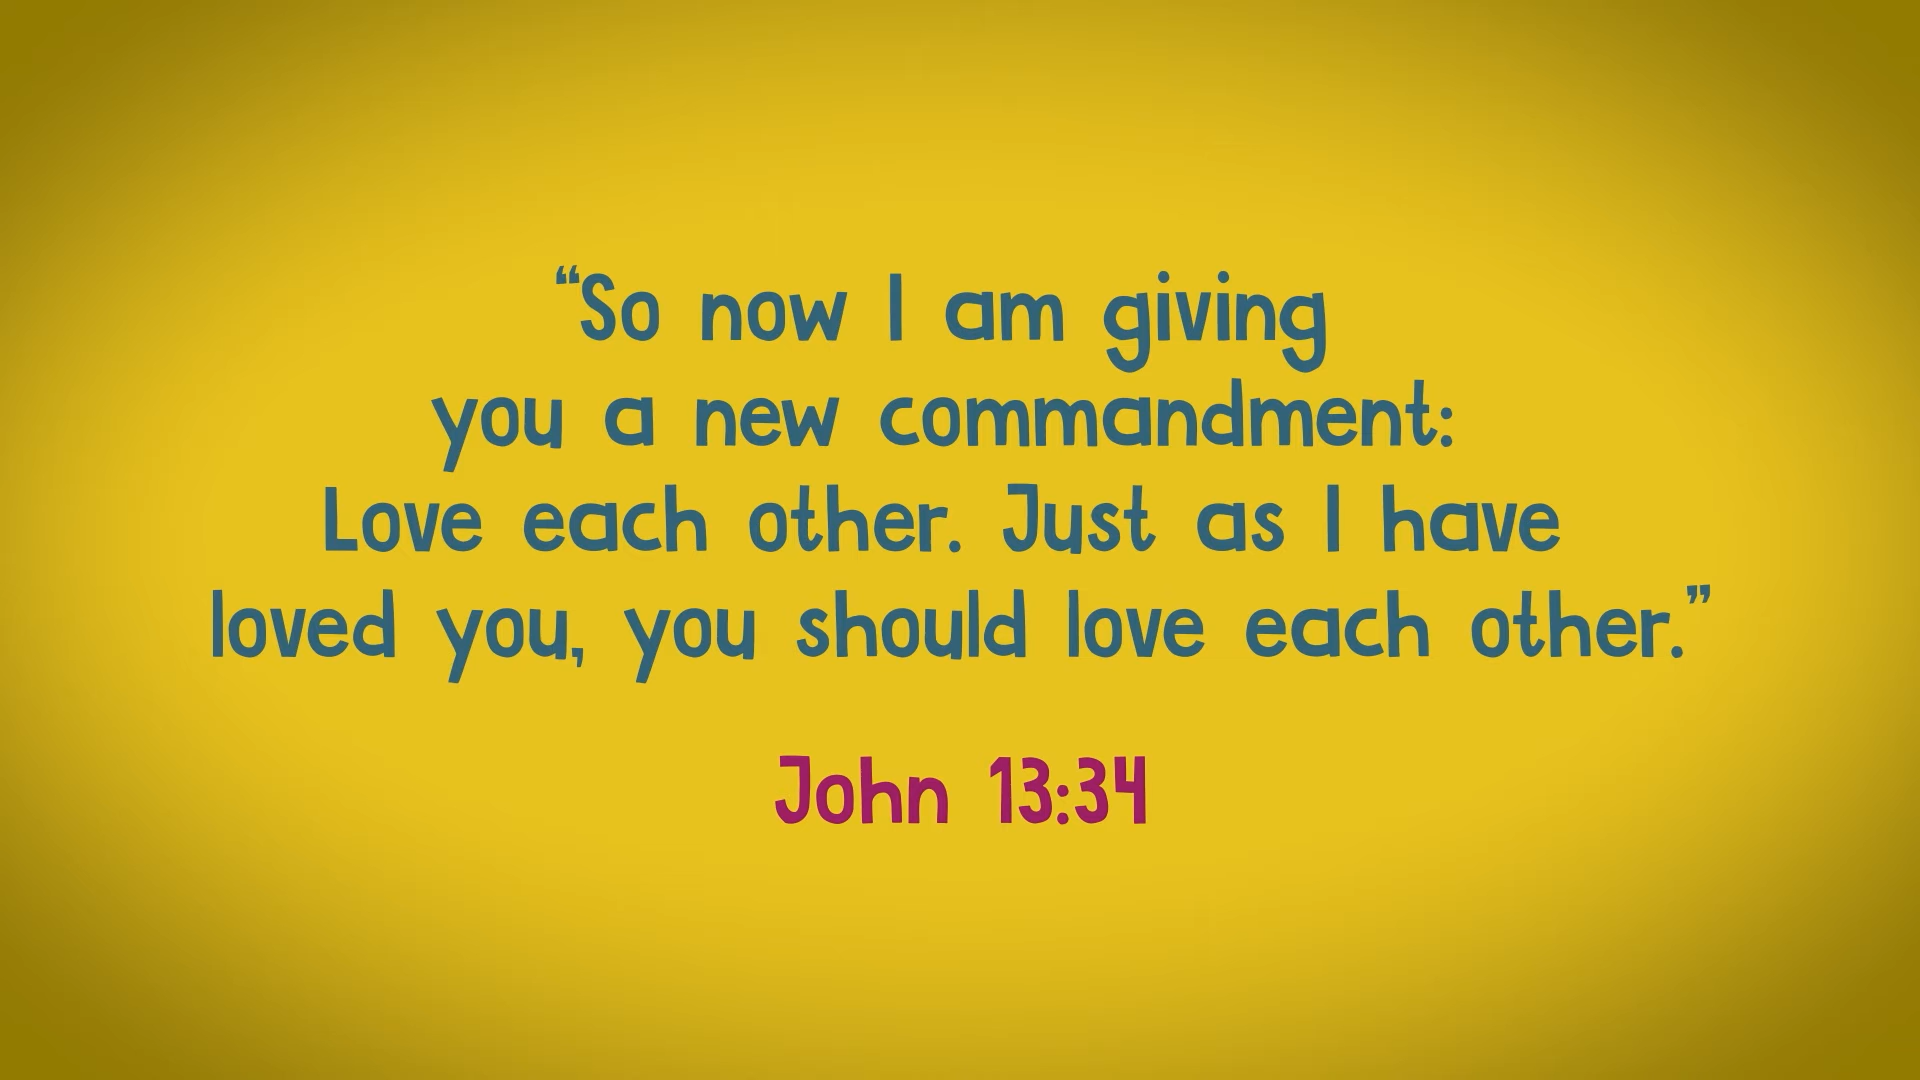 “So now I am giving
you a new commandment:
Love each other. Just as I have
loved you, you should love each other.”
John 13:34